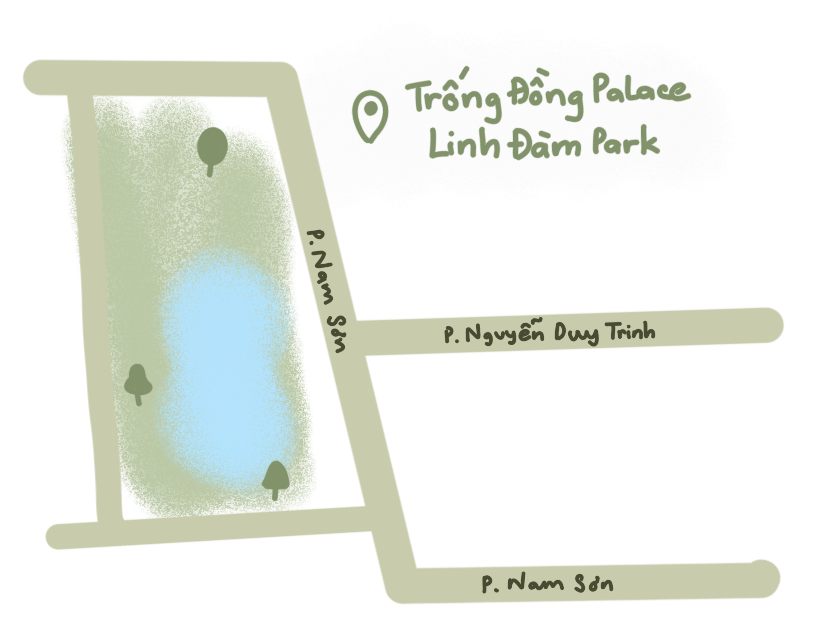 Trống Đồng Palace
Linh Đàm Park
P. Nam Sơn
P. Nguyễn Duy Trinh
P. Nam Sơn